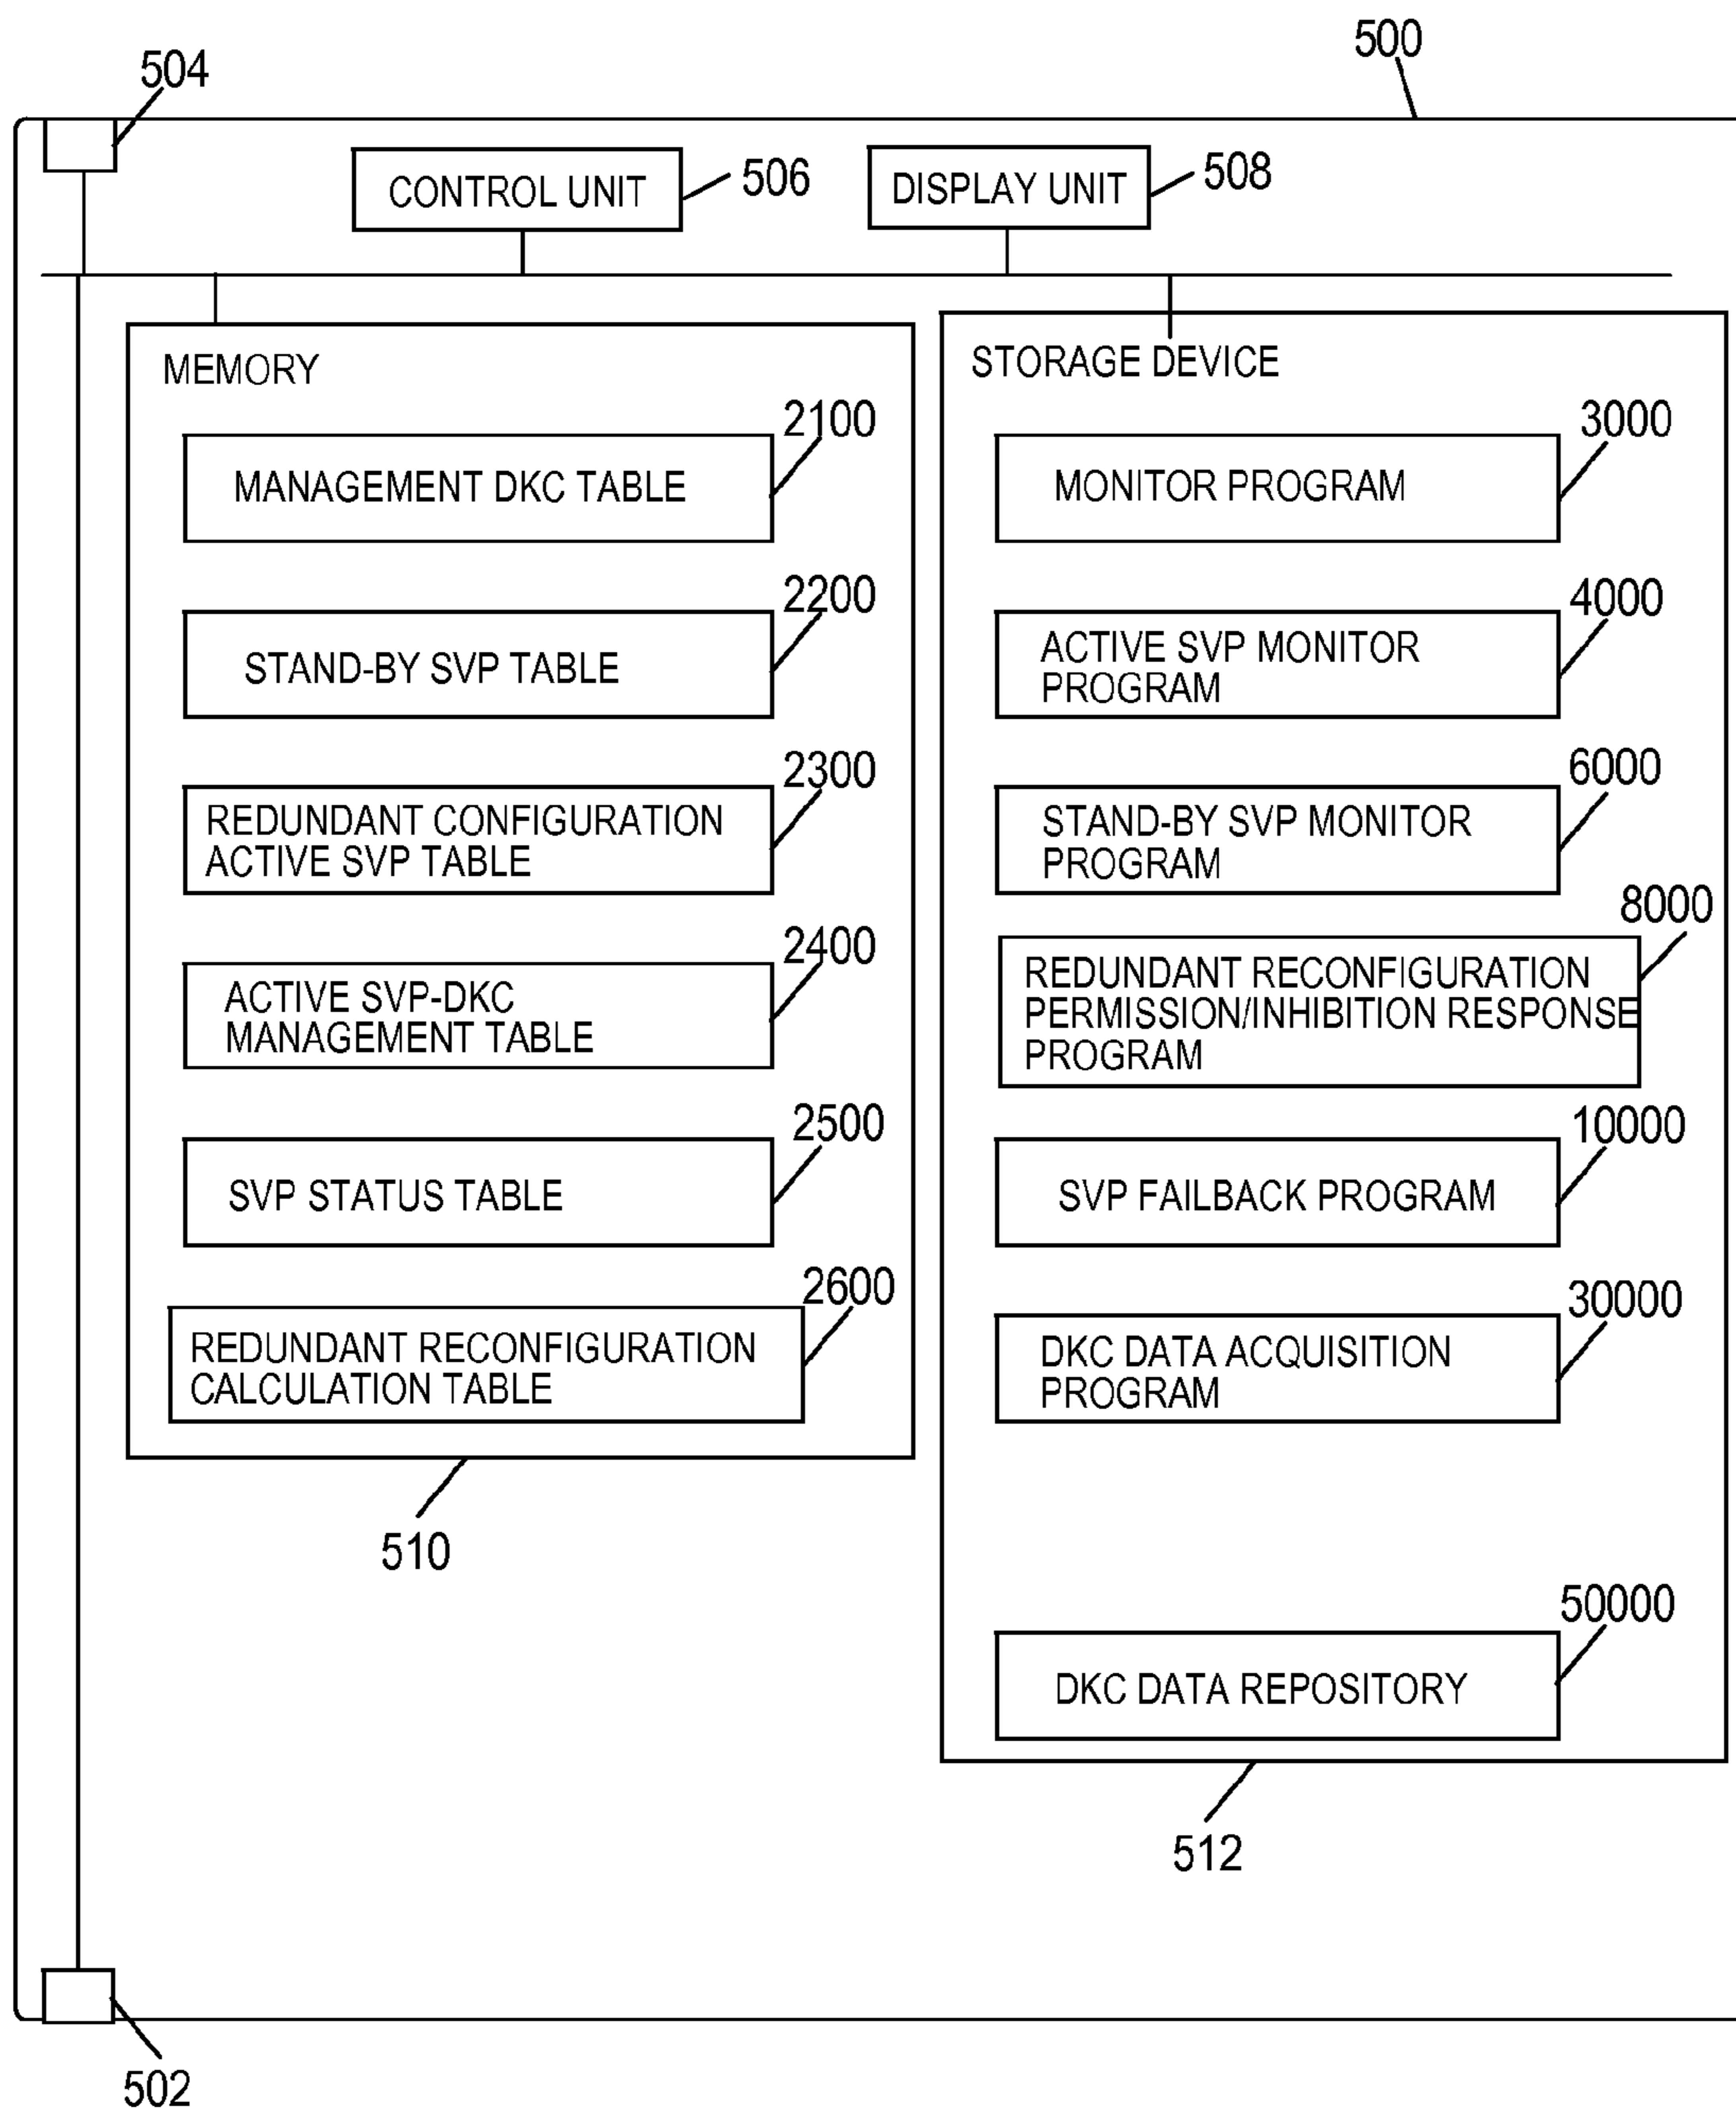 500
504
CONTROL UNIT
506
DISPLAY UNIT
508
MEMORY
2100
MANAGEMENT DKC TABLE
2200
STAND-BY SVP TABLE
2300
REDUNDANT CONFIGURATION
ACTIVE SVP TABLE
2400
ACTIVE SVP-DKC
MANAGEMENT TABLE
2500
SVP STATUS TABLE
2600
REDUNDANT RECONFIGURATION
CALCULATION TABLE
510
STORAGE DEVICE
3000
MONITOR PROGRAM
4000
ACTIVE SVP MONITOR
PROGRAM
6000
STAND-BY SVP MONITOR
PROGRAM
8000
REDUNDANT RECONFIGURATION
PERMISSION/INHIBITION RESPONSE
PROGRAM
10000
SVP FAILBACK PROGRAM
30000
DKC DATA ACQUISITION
PROGRAM
50000
DKC DATA REPOSITORY
512
502